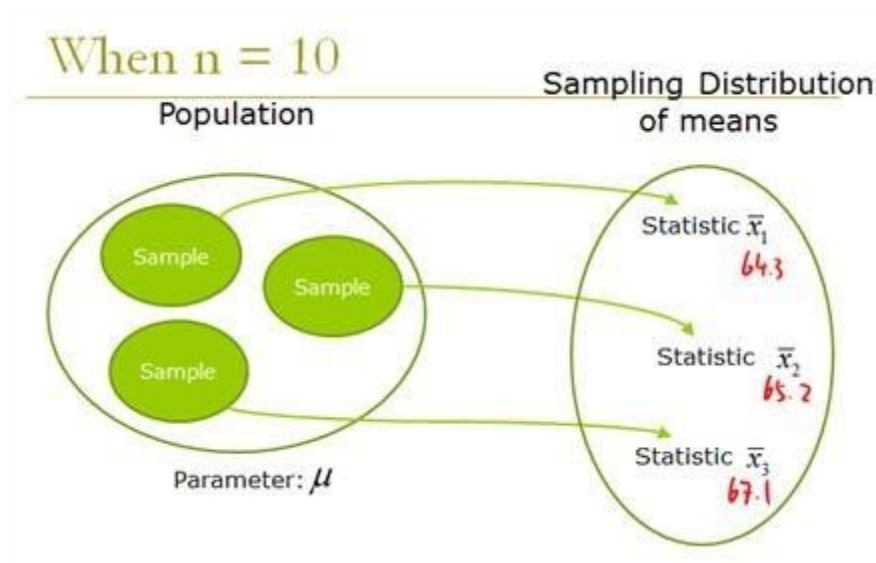 When n = 10
Population
Sampling Distribution
of means
Sample
Sample
Sample
Statistic x̅₁
64.3
Statistic x̅₂
65.2
Statistic x̅₃
67.1
Parameter: μ